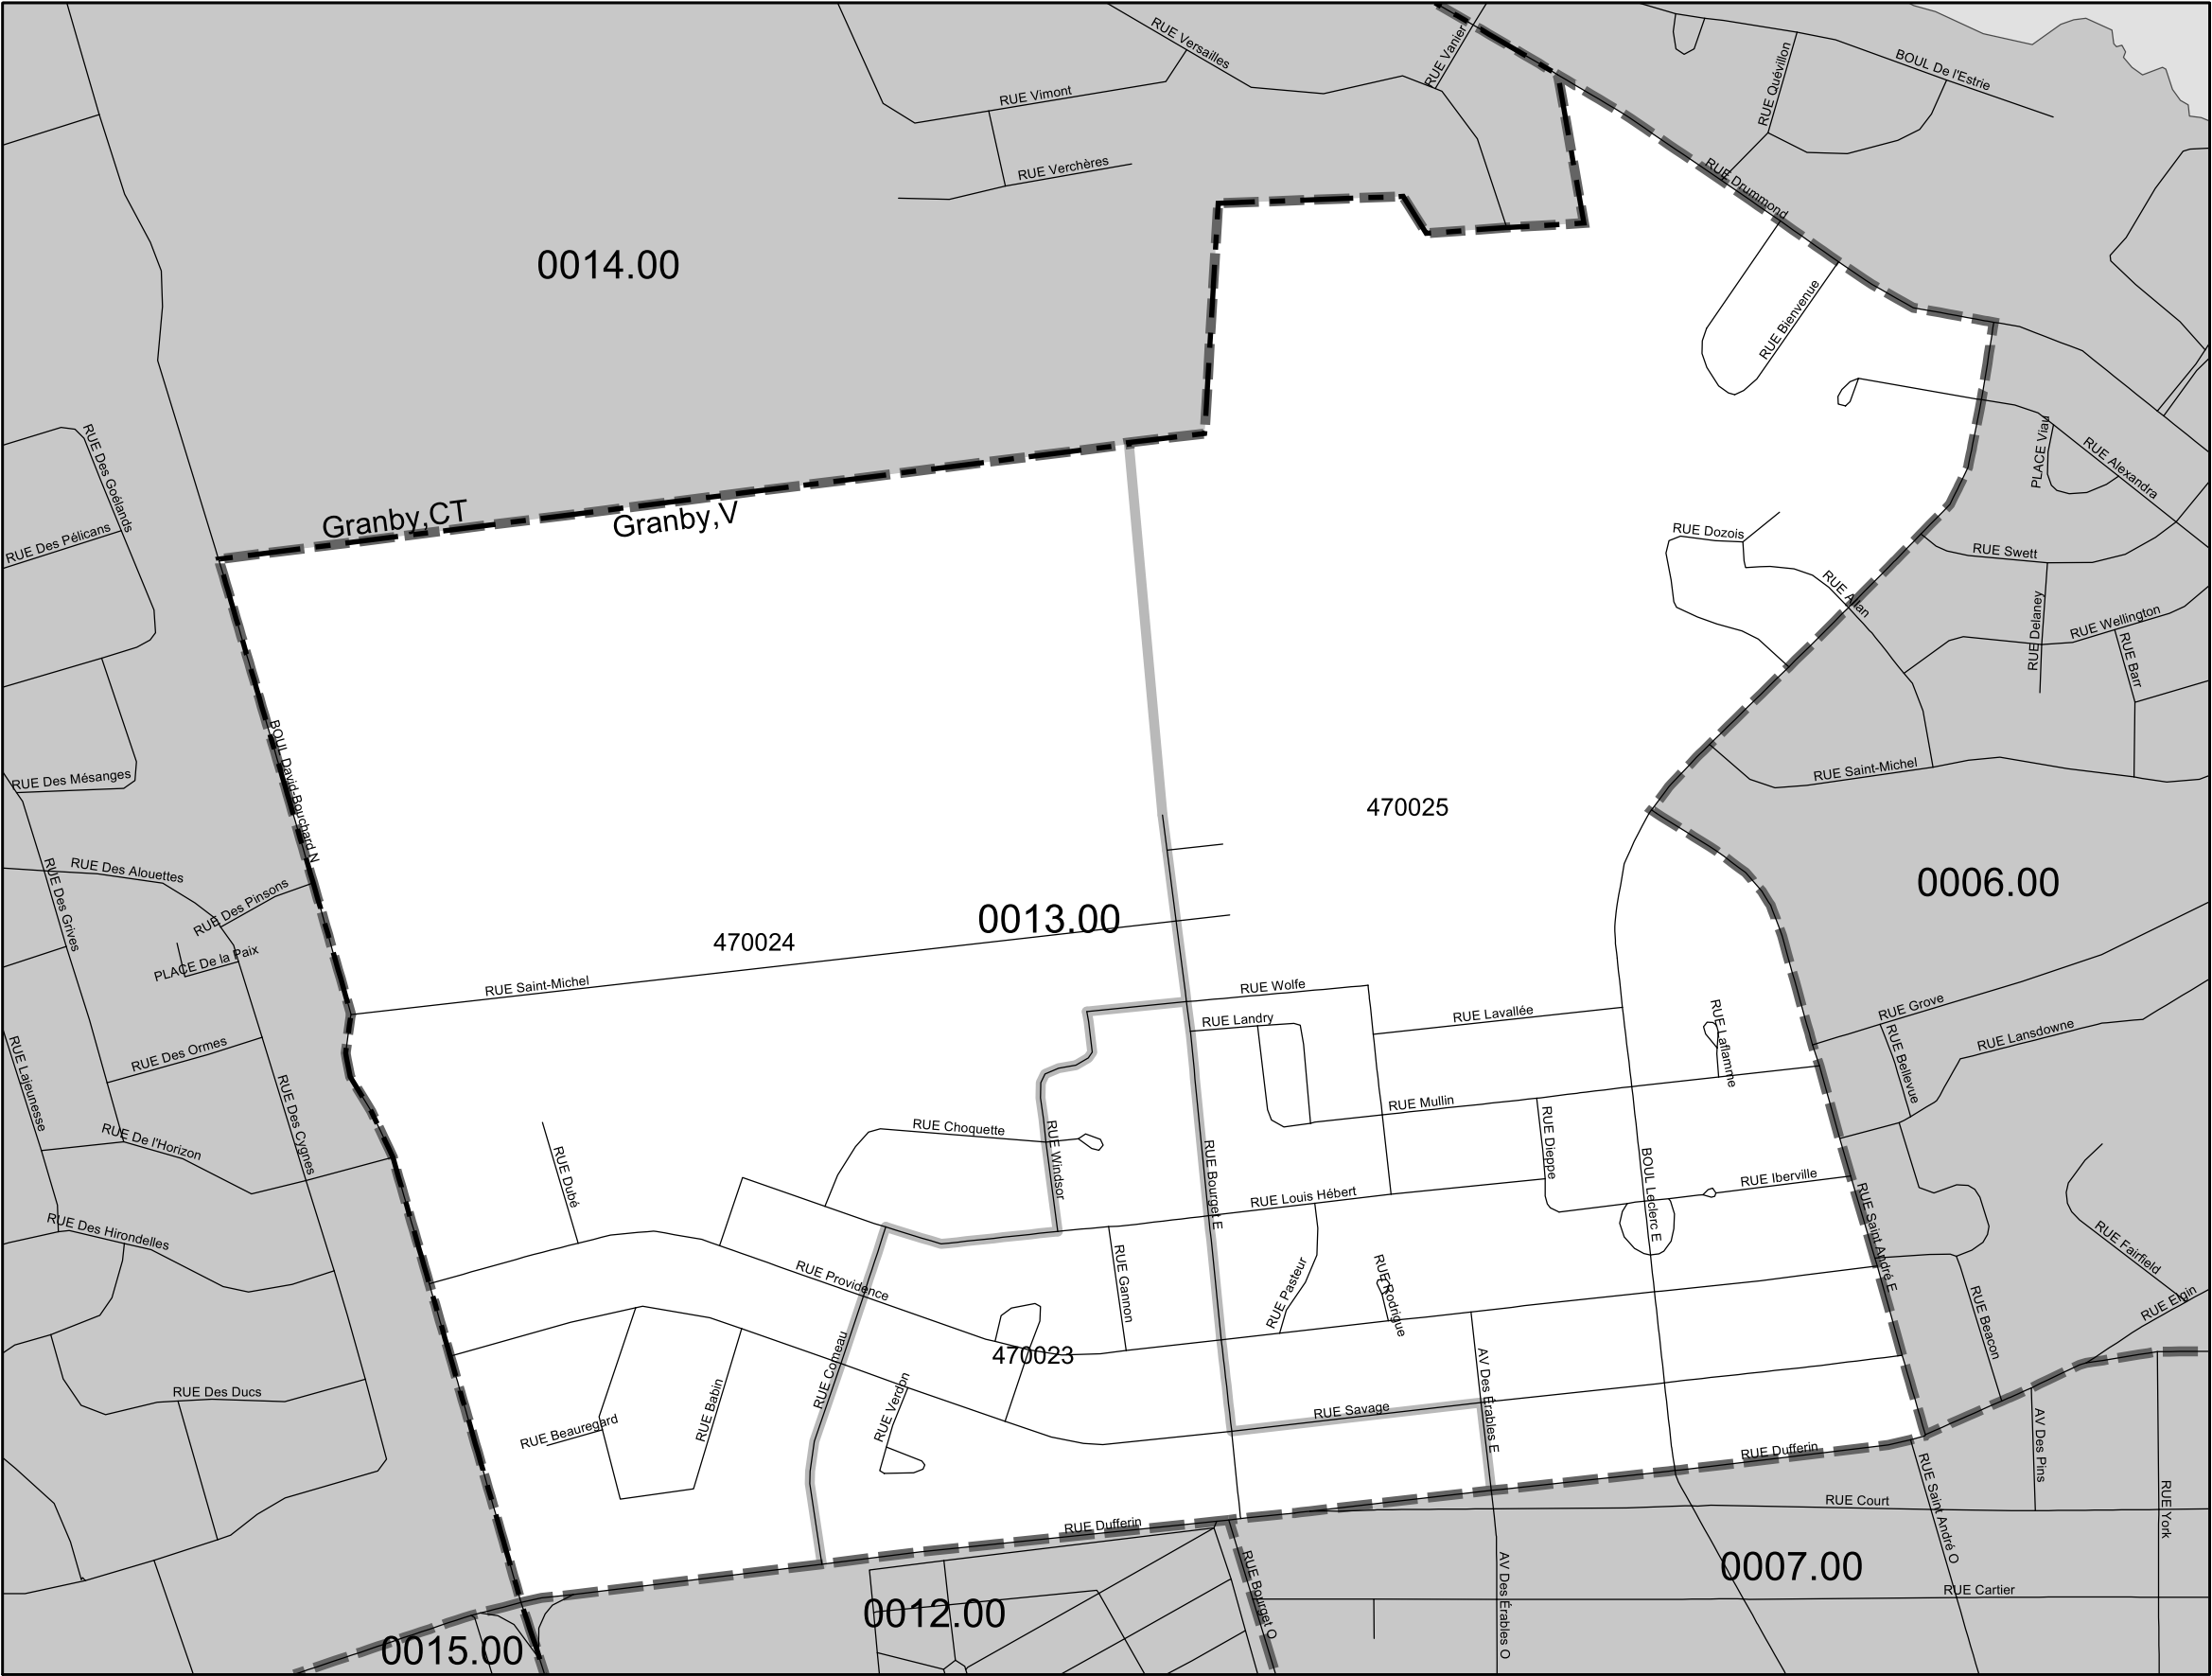 RUE Versailles
RUE Vanier
RUE Quévillon
BOUL De l'Estrie
RUE Vimont
RUE Verchères
RUE Drummond
0014.00
RUE Bienvenue
RUE Des Goélands
PLACE Viau
RUE Alexandra
Granby,CT
Granby,V
RUE Des Pélicans
RUE Dozois
RUE Swett
RUE Allan
RUE Delaney
RUE Wellington
RUE Barr
BOUL David-Bouchard N
RUE Des Mésanges
RUE Saint-Michel
470025
RUE Des Alouettes
RUE Des Grives
RUE Des Pinsons
0006.00
0013.00
470024
PLACE De la Paix
RUE Saint-Michel
RUE Wolfe
RUE Landry
RUE Lavallée
RUE Laflamme
RUE Grove
RUE Bellevue
RUE Lansdowne
RUE Lajeunesse
RUE Des Ormes
RUE Des Cygnes
RUE Mullin
RUE Dieppe
RUE De l'Horizon
RUE Dubé
RUE Choquette
RUE Windsor
RUE Bourget E
RUE Louis Hébert
BOUL Leclerc E
RUE Iberville
RUE Saint André E
RUE Des Hirondelles
RUE Providence
RUE Gannon
RUE Pasteur
RUE Rodrigue
RUE Fairfield
RUE Elgin
RUE Beacon
470023
RUE Comeau
RUE Verdon
AV Des Érables E
RUE Des Ducs
RUE Beauregard
RUE Babin
RUE Savage
RUE Dufferin
RUE Dufferin
AV Des Pins
RUE Saint André O
RUE Court
RUE York
RUE Bourget O
AV Des Érables O
0007.00
RUE Cartier
0012.00
0015.00